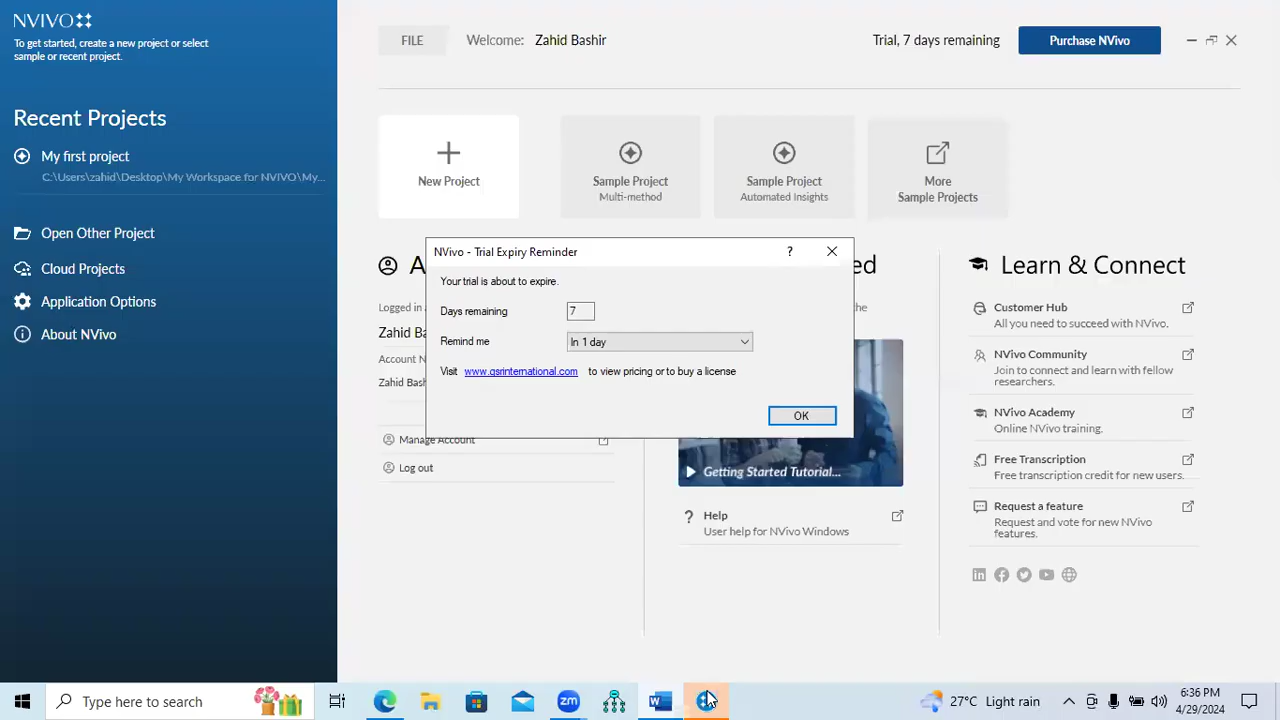 NVIVO
To get started, create a new project or select
sample or recent project.
Recent Projects
My first project
C:\Users\zahid\Desktop\My Workspace for NVIVO\My...
Open Other Project
Cloud Projects
Application Options
About NVivo
FILE
Welcome: Zahid Bashir
Trial, 7 days remaining
Purchase NVivo
New Project
Sample Project
Multi-method
Sample Project
Automated Insights
More
Sample Projects
NVivo - Trial Expiry Reminder
?
Your trial is about to expire.
Days remaining 7
Remind me In 1 day
Visit www.qsrinternational.com to view pricing or to buy a license
OK
A
Logged in
Zahid Ba
Account N
Zahid Bash
Manage Account
Log out
ed
the
Getting Started Tutorial...
? Help
User help for NVivo Windows
Learn & Connect
Customer Hub
All you need to succeed with NVivo.
NVivo Community
Join to connect and learn with fellow
researchers.
NVivo Academy
Online NVivo training.
Free Transcription
Free transcription credit for new users.
Request a feature
Request and vote for new NVivo
features.
Type here to search
zm
27°C Light rain
6:36 PM
4/29/2024